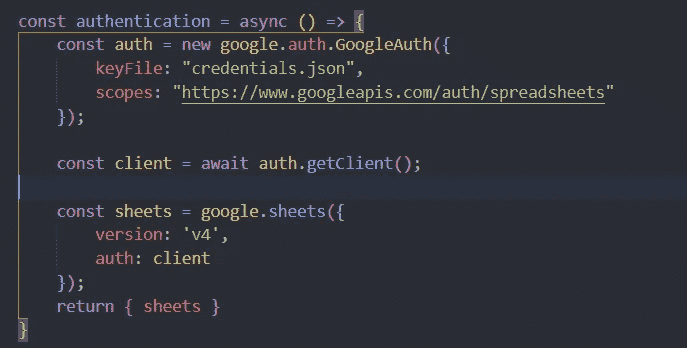 const authentication = async () => {
    const auth = new google.auth.GoogleAuth({
        keyFile: "credentials.json",
        scopes: "https://www.googleapis.com/auth/spreadsheets"
    });

    const client = await auth.getClient();

    const sheets = google.sheets({
        version: 'v4',
        auth: client
    });
    return { sheets }
}